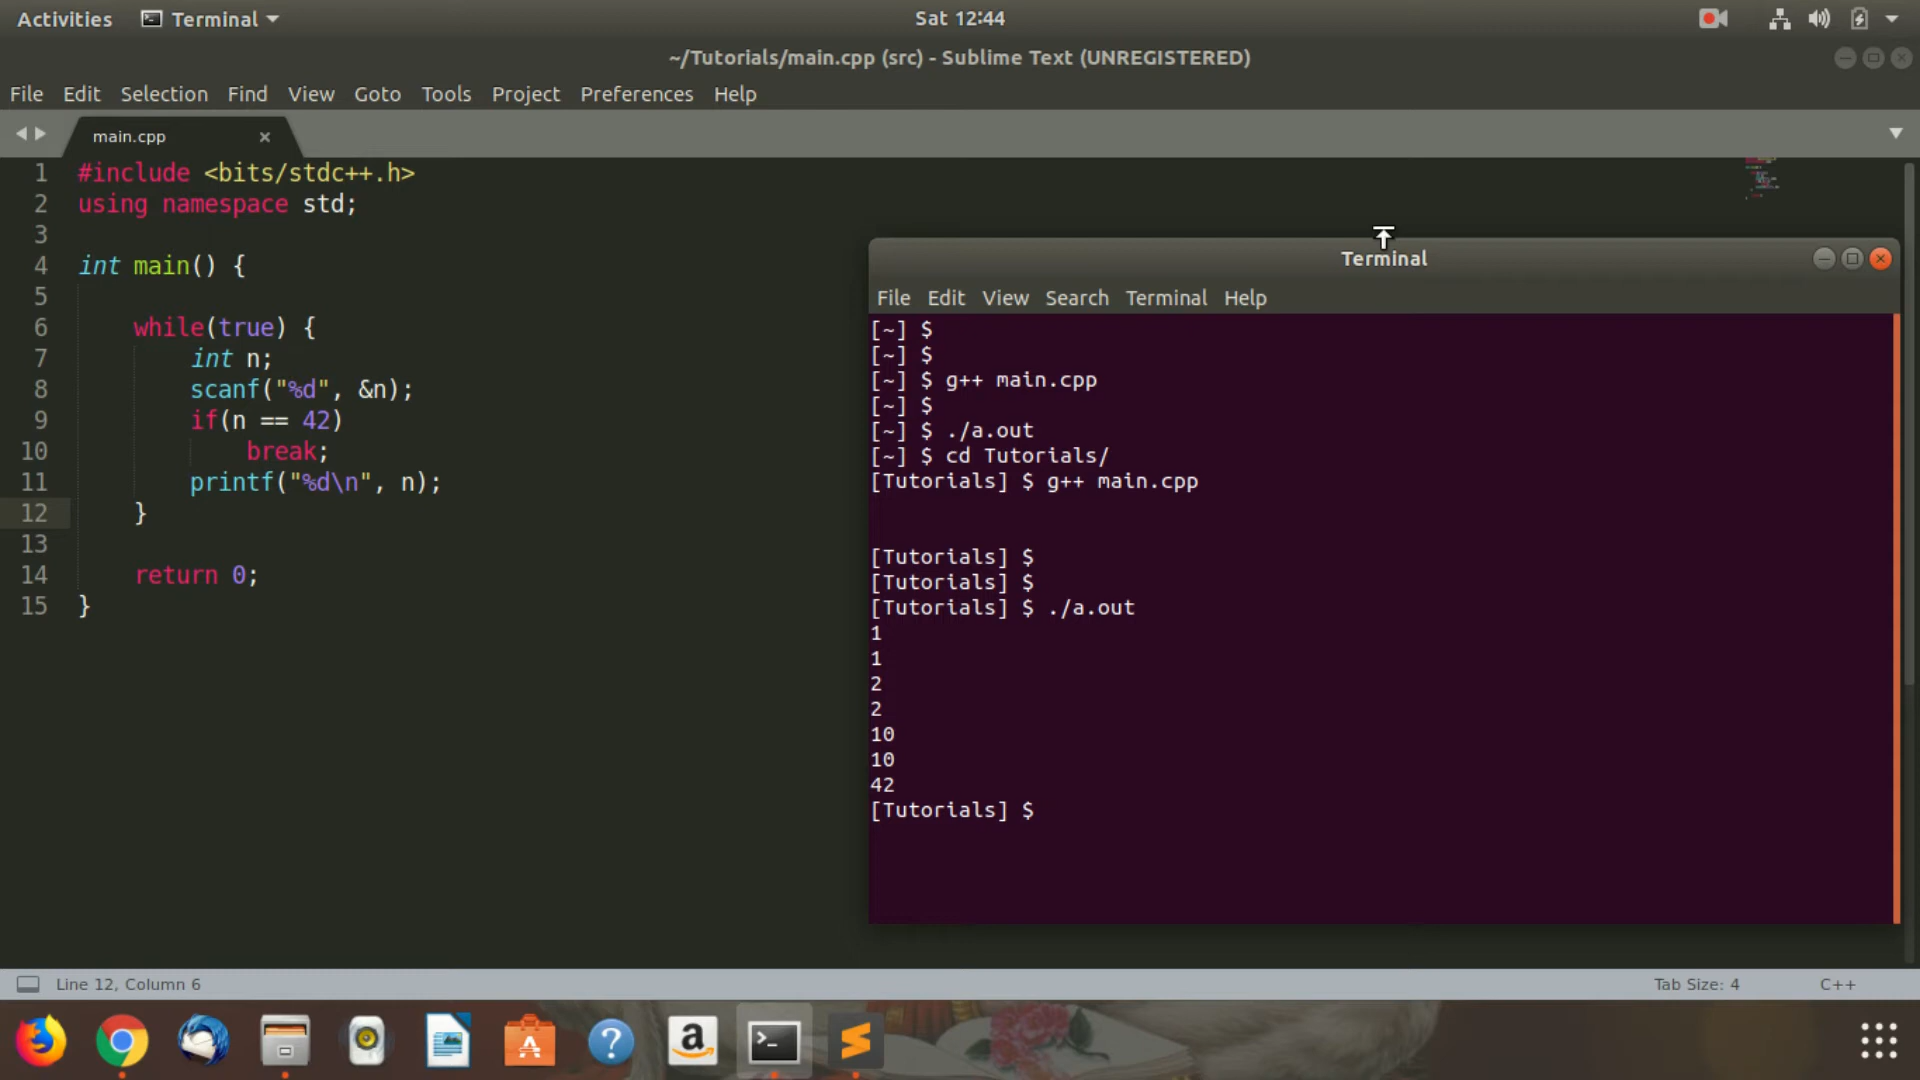 Activities Terminal Sat 12:44
~/Tutorials/main.cpp (src) - Sublime Text (UNREGISTERED)
File Edit Selection Find View Goto Tools Project Preferences Help
main.cpp
1 #include <bits/stdc++.h>
2 using namespace std;
3
4 int main() {
5
6 while(true) {
7 int n;
8 scanf("%d", &n);
9 if(n == 42)
10 break;
11 printf("%d\n", n);
12 }
13
14 return 0;
15 }
Terminal
File Edit View Search Terminal Help
[~] $
[~] $
[~] $ g++ main.cpp
[~] $
[~] $ ./a.out
[~] $ cd Tutorials/
[Tutorials] $ g++ main.cpp
[Tutorials] $
[Tutorials] $
[Tutorials] $ ./a.out
1
1
2
2
10
10
42
[Tutorials] $
Line 12, Column 6 Tab Size: 4 C++